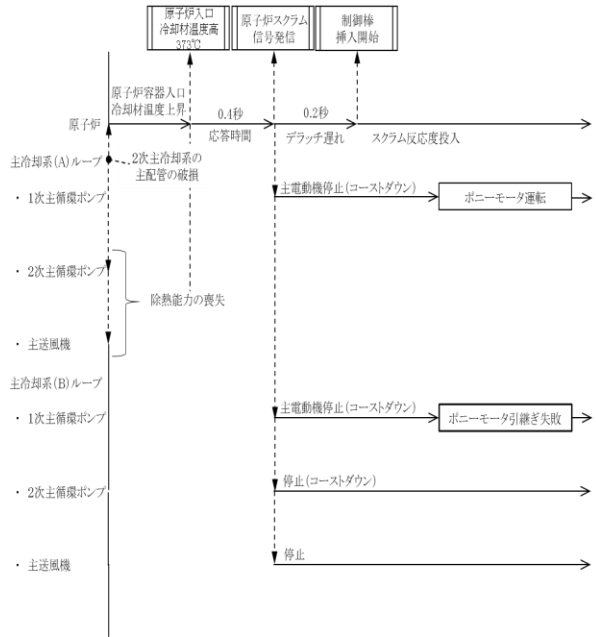 原子炉入口
冷却材温度高
373℃
原子炉スクラム
信号発信
制御棒
挿入開始
原子炉容器入口
冷却材温度上昇
0.4秒
0.2秒
原子炉
応答時間
デラッチ遅れ
スクラム反応度投入
主冷却系(A)ループ
2次主冷却系の
主配管の破損
・ 1次主循環ポンプ
主電動機停止(コーストダウン)
ポニーモータ運転
・ 2次主循環ポンプ
除熱能力の喪失
・ 主送風機
主冷却系(B)ループ
・ 1次主循環ポンプ
主電動機停止(コーストダウン)
ポニーモータ引継ぎ失敗
・ 2次主循環ポンプ
停止(コーストダウン)
・ 主送風機
停止